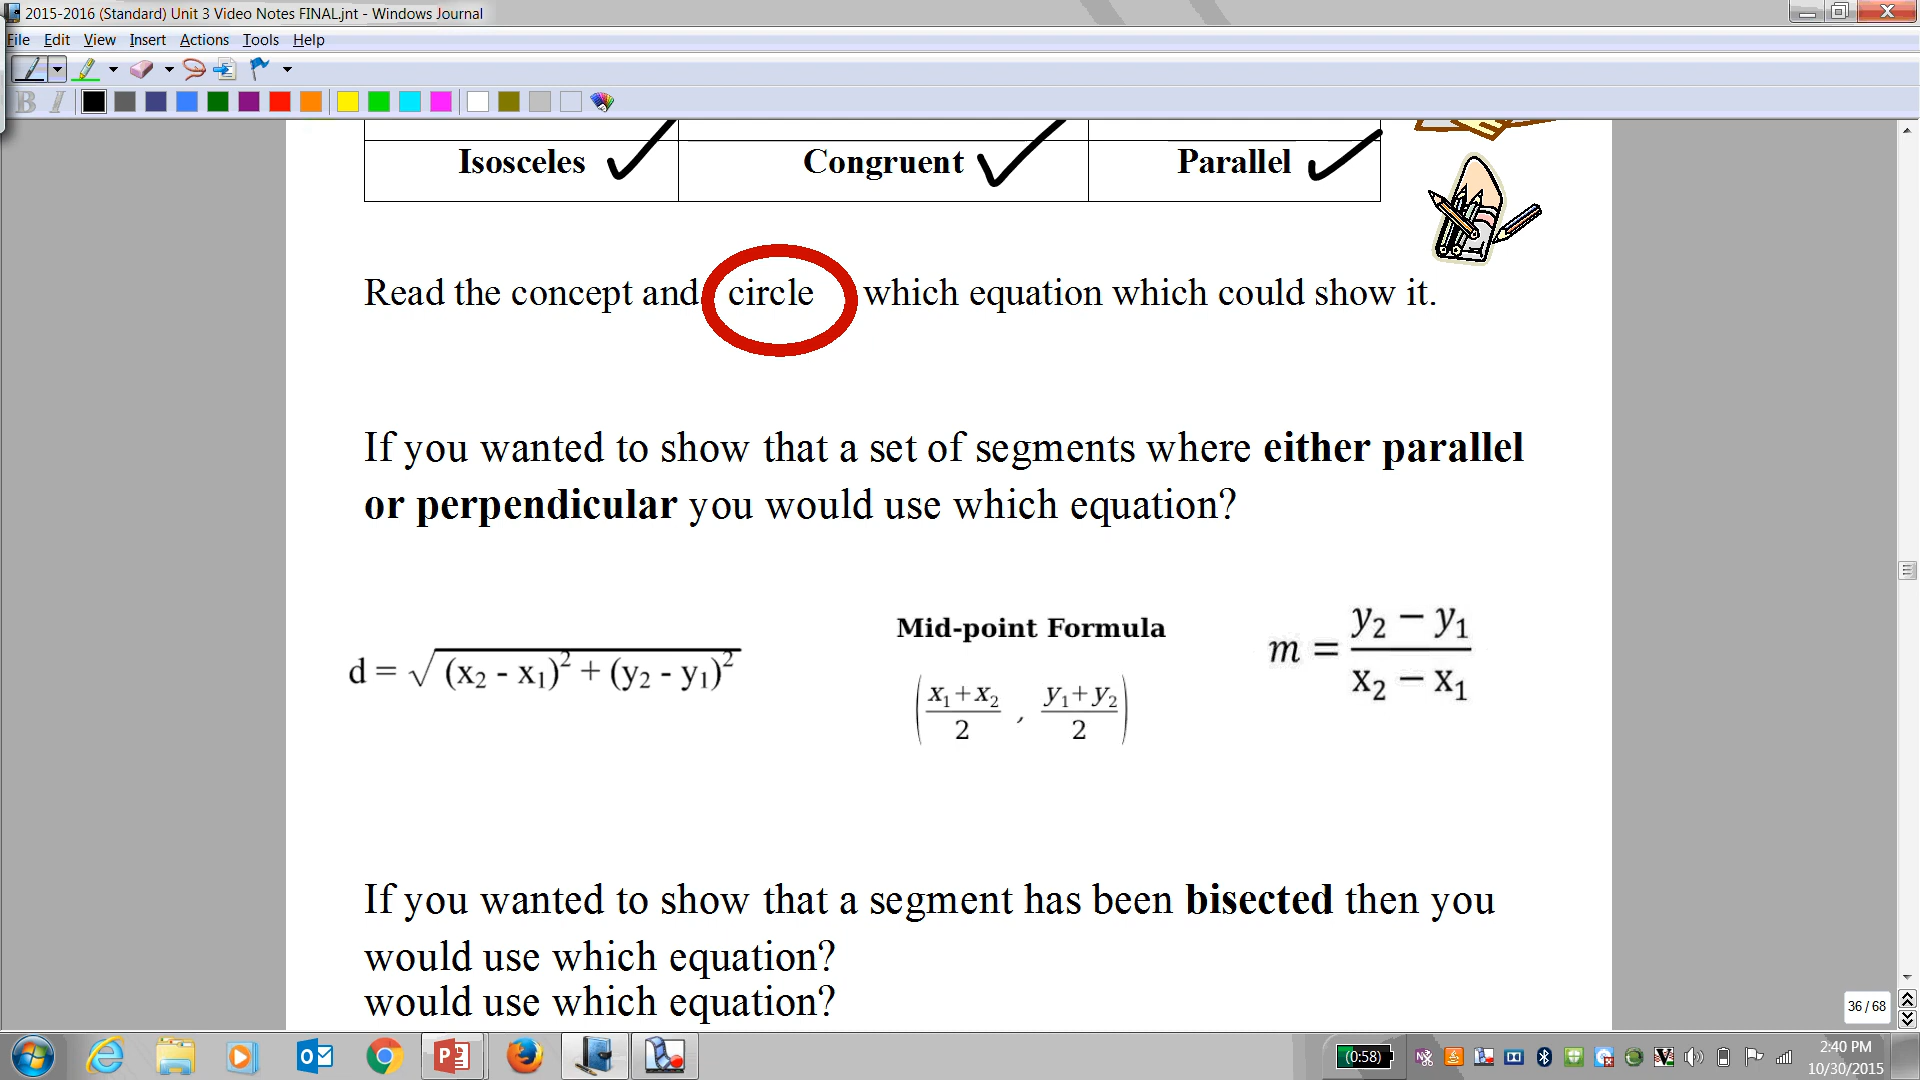 2015-2016 (Standard) Unit 3 Video Notes FINAL.jnt - Windows Journal
File Edit View Insert Actions Tools Help
B I
Isosceles Congruent Parallel
Read the concept and circle which equation which could show it.
If you wanted to show that a set of segments where either parallel
or perpendicular you would use which equation?
d = √(x₂ - x₁)² + (y₂ - y₁)²
Mid-point Formula
(x₁+x₂/2 , y₁+y₂/2)
m = y₂ − y₁ / x₂ − x₁
If you wanted to show that a segment has been bisected then you
would use which equation?
would use which equation?
36 / 68
(0:58)
2:40 PM
10/30/2015